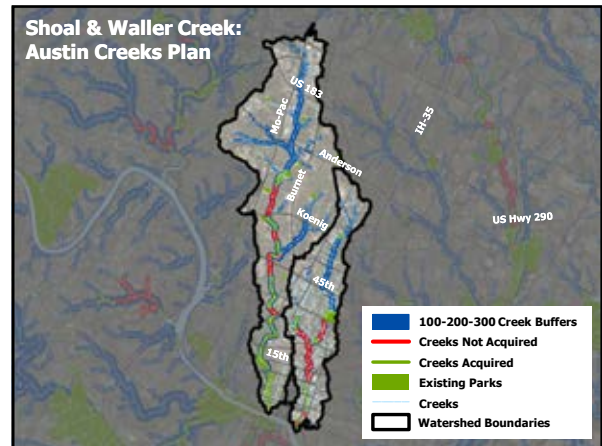 Shoal & Waller Creek:
Austin Creeks Plan
US 183
Mo-Pac
IH-35
Anderson
Burnet
Koenig
US Hwy 290
45th
15th
100-200-300 Creek Buffers
Creeks Not Acquired
Creeks Acquired
Existing Parks
Creeks
Watershed Boundaries